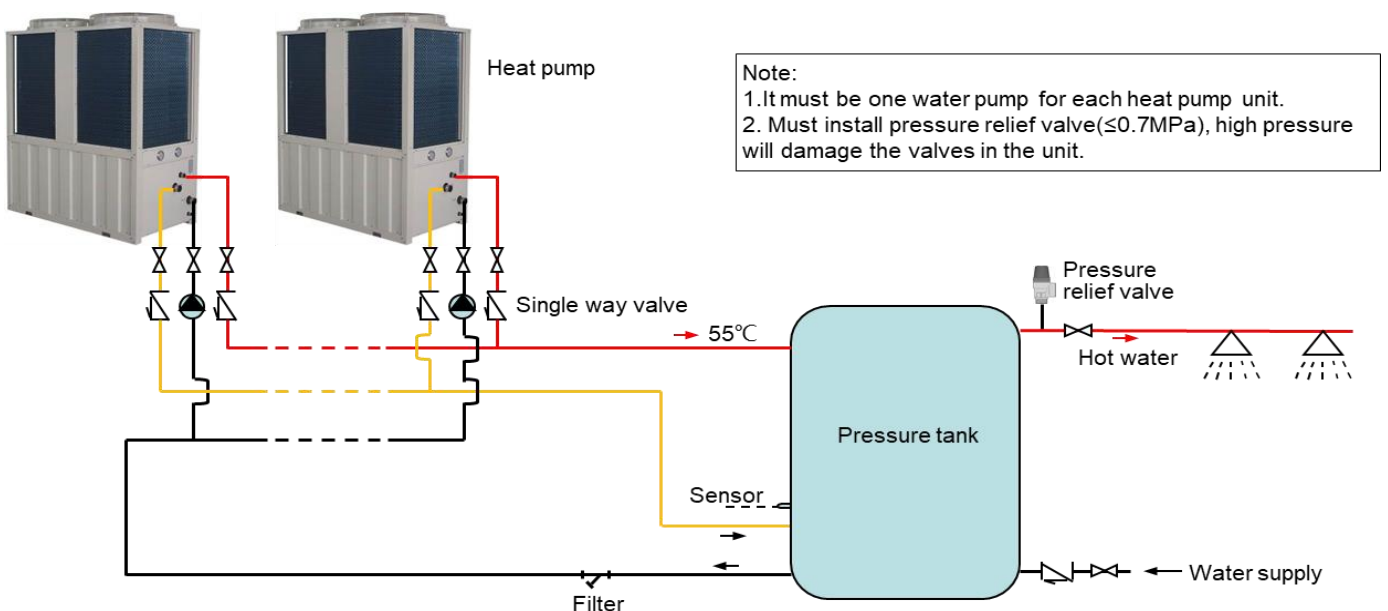 Heat pump
Note:
1.It must be one water pump for each heat pump unit.
2. Must install pressure relief valve(≤0.7MPa), high pressure
will damage the valves in the unit.
Single way valve
55℃
Pressure
relief valve
Hot water
Pressure tank
Sensor
Filter
Water supply